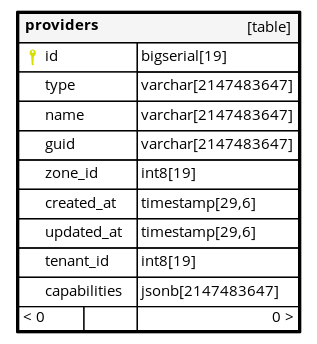 providers [table]
id bigserial[19]
type varchar[2147483647]
name varchar[2147483647]
guid varchar[2147483647]
zone_id int8[19]
created_at timestamp[29,6]
updated_at timestamp[29,6]
tenant_id int8[19]
capabilities jsonb[2147483647]
< 0 0 >